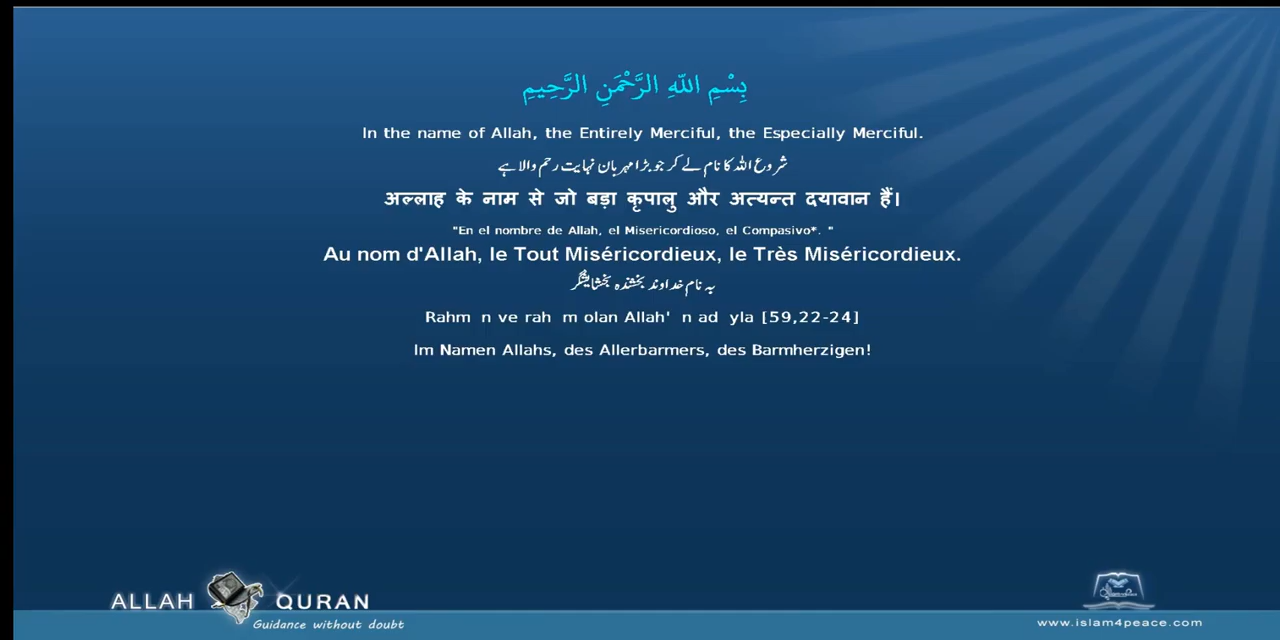 بِسْمِ اللَّهِ الرَّحْمَنِ الرَّحِيمِ
In the name of Allah, the Entirely Merciful, the Especially Merciful.
شروع الله کا نام لے کر جو بڑا مہربان نہایت رحم والا ہے
अल्लाह के नाम से जो बड़ा कृपालु और अत्यन्त दयावान हैं।
"En el nombre de Allah, el Misericordioso, el Compasivo*. "
Au nom d'Allah, le Tout Miséricordieux, le Très Miséricordieux.
به نام خداوند بخشنده بخشایشگر
Rahm n ve rah m olan Allah' n ad yla [59,22-24]
Im Namen Allahs, des Allerbarmers, des Barmherzigen!
ALLAH QURAN
Guidance without doubt
www.islam4peace.com